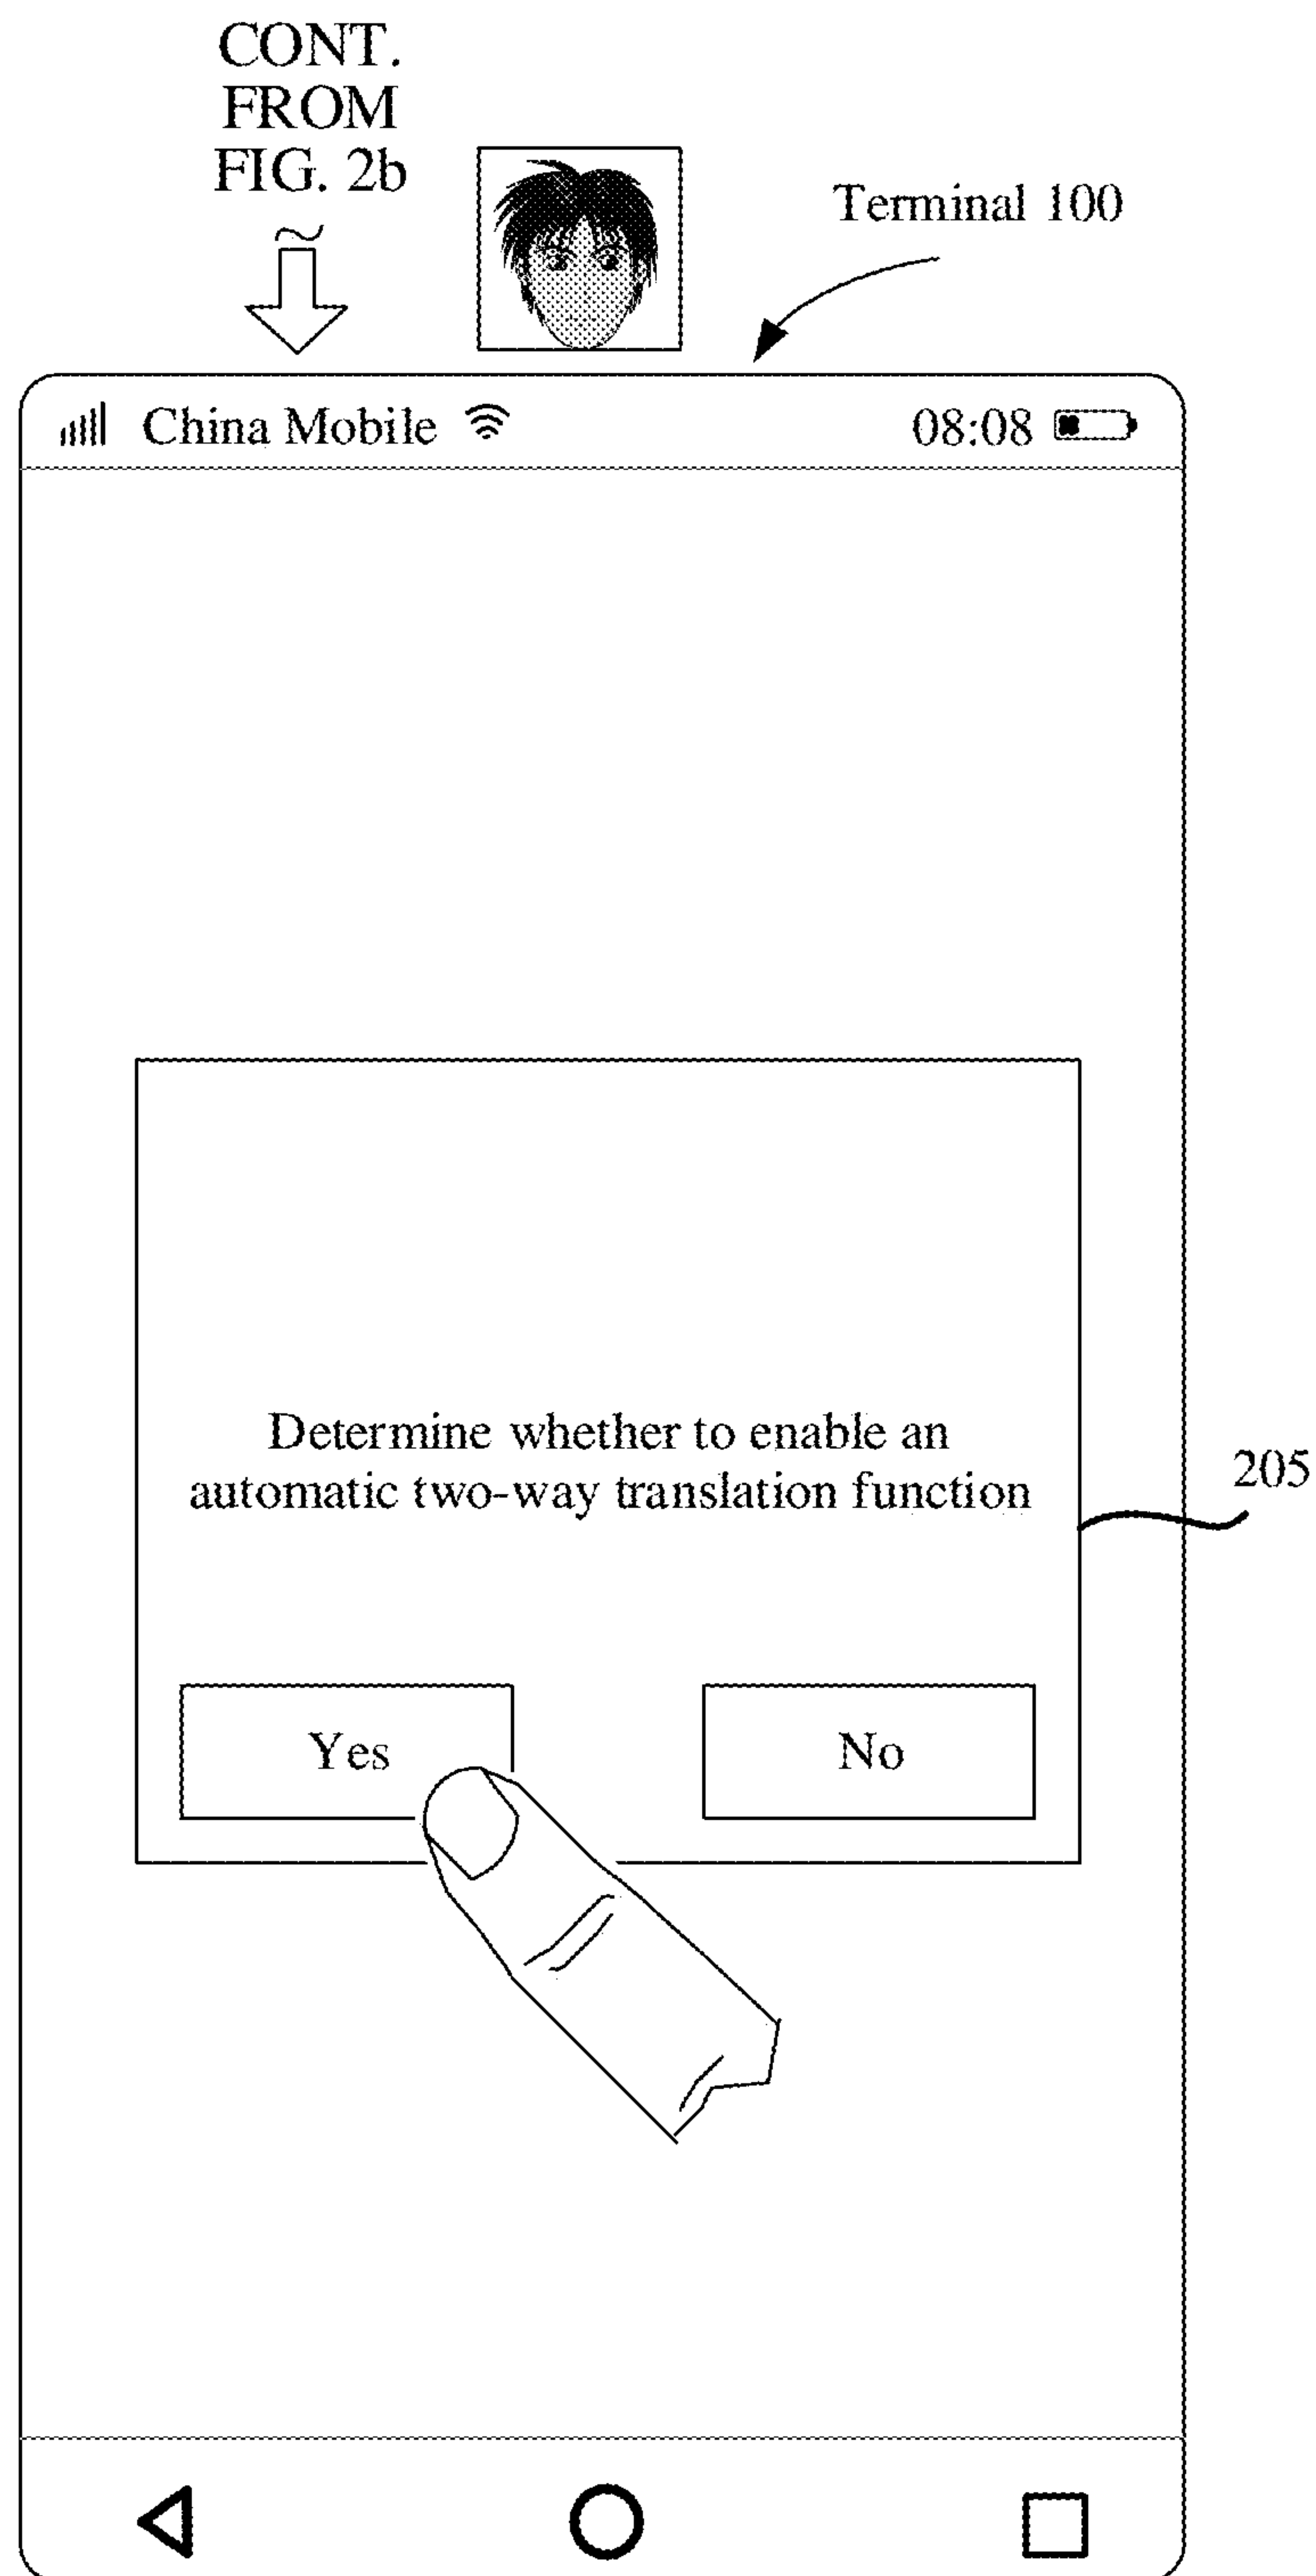 CONT.
FROM
FIG. 2b
Terminal 100
China Mobile 08:08
Determine whether to enable an
automatic two-way translation function
205
Yes No